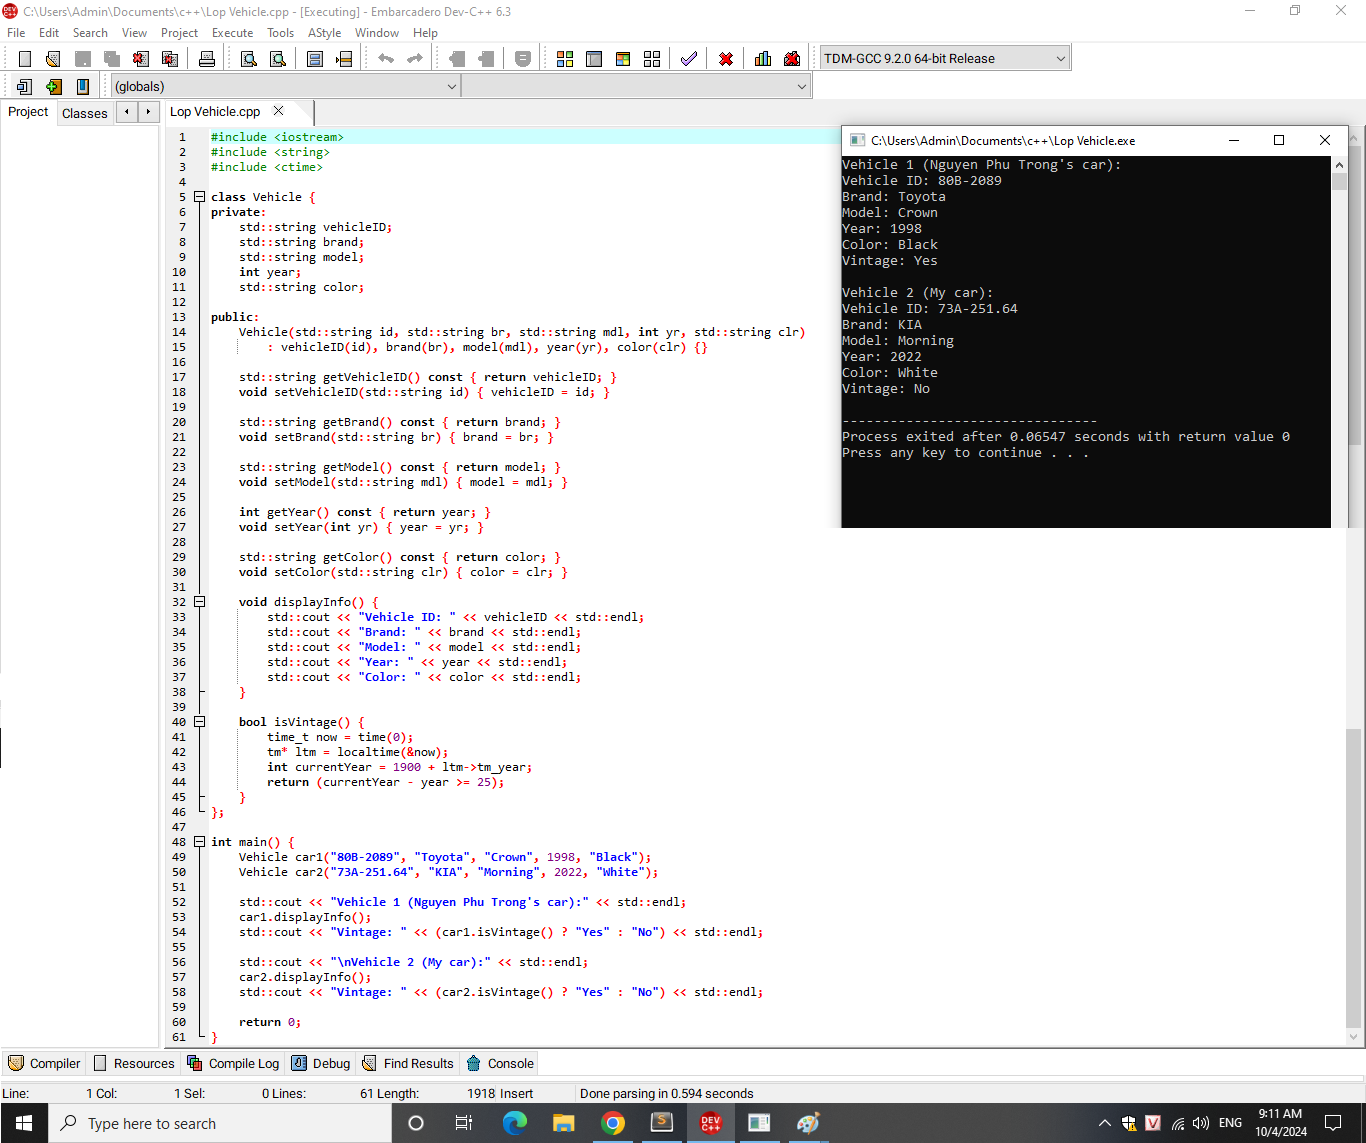 C:\Users\Admin\Documents\c++\Lop Vehicle.cpp - [Executing] - Embarcadero Dev-C++ 6.3
File Edit Search View Project Execute Tools AStyle Window Help
TDM-GCC 9.2.0 64-bit Release
(globals)
Project Classes
Lop Vehicle.cpp
1 #include <iostream>
2 #include <string>
3 #include <ctime>
4
5 class Vehicle {
6 private:
7 std::string vehicleID;
8 std::string brand;
9 std::string model;
10 int year;
11 std::string color;
12
13 public:
14 Vehicle(std::string id, std::string br, std::string mdl, int yr, std::string clr)
15 : vehicleID(id), brand(br), model(mdl), year(yr), color(clr) {}
16
17 std::string getVehicleID() const { return vehicleID; }
18 void setVehicleID(std::string id) { vehicleID = id; }
19
20 std::string getBrand() const { return brand; }
21 void setBrand(std::string br) { brand = br; }
22
23 std::string getModel() const { return model; }
24 void setModel(std::string mdl) { model = mdl; }
25
26 int getYear() const { return year; }
27 void setYear(int yr) { year = yr; }
28
29 std::string getColor() const { return color; }
30 void setColor(std::string clr) { color = clr; }
31
32 void displayInfo() {
33 std::cout << "Vehicle ID: " << vehicleID << std::endl;
34 std::cout << "Brand: " << brand << std::endl;
35 std::cout << "Model: " << model << std::endl;
36 std::cout << "Year: " << year << std::endl;
37 std::cout << "Color: " << color << std::endl;
38 }
39
40 bool isVintage() {
41 time_t now = time(0);
42 tm* ltm = localtime(&now);
43 int currentYear = 1900 + ltm->tm_year;
44 return (currentYear - year >= 25);
45 }
46 };
47
48 int main() {
49 Vehicle car1("80B-2089", "Toyota", "Crown", 1998, "Black");
50 Vehicle car2("73A-251.64", "KIA", "Morning", 2022, "White");
51
52 std::cout << "Vehicle 1 (Nguyen Phu Trong's car):" << std::endl;
53 car1.displayInfo();
54 std::cout << "Vintage: " << (car1.isVintage() ? "Yes" : "No") << std::endl;
55
56 std::cout << "\nVehicle 2 (My car):" << std::endl;
57 car2.displayInfo();
58 std::cout << "Vintage: " << (car2.isVintage() ? "Yes" : "No") << std::endl;
59
60 return 0;
61 }
C:\Users\Admin\Documents\c++\Lop Vehicle.exe
Vehicle 1 (Nguyen Phu Trong's car):
Vehicle ID: 80B-2089
Brand: Toyota
Model: Crown
Year: 1998
Color: Black
Vintage: Yes
Vehicle 2 (My car):
Vehicle ID: 73A-251.64
Brand: KIA
Model: Morning
Year: 2022
Color: White
Vintage: No
--------------------------------
Process exited after 0.06547 seconds with return value 0
Press any key to continue . . .
Compiler Resources Compile Log Debug Find Results Console
Line: 1 Col: 1 Sel: 0 Lines: 61 Length: 1918 Insert Done parsing in 0.594 seconds
Type here to search
DEV C++
S
V
ENG
9:11 AM
10/4/2024